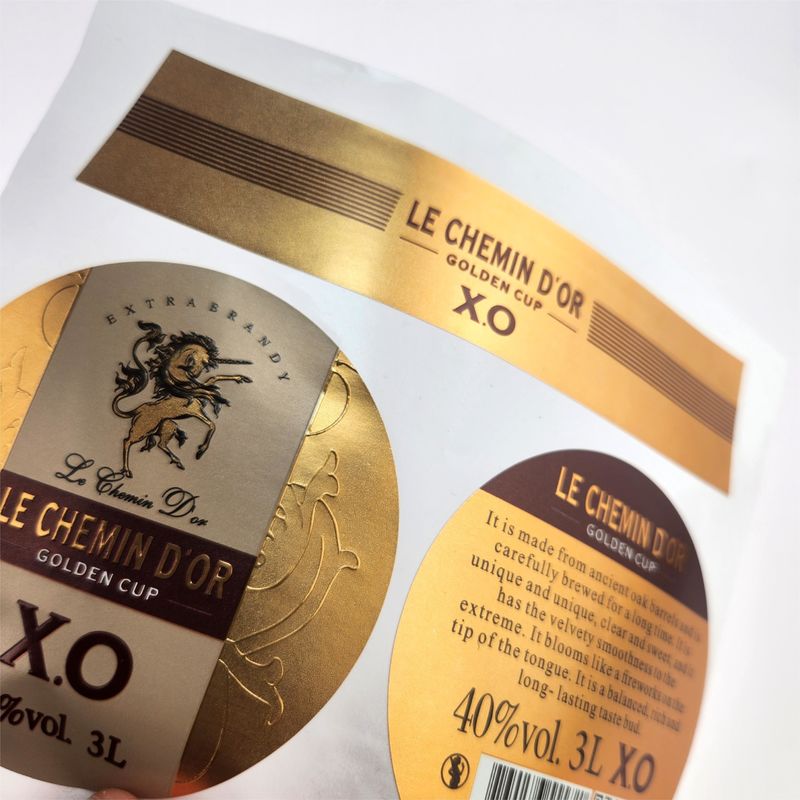 LE CHEMIN D'OR
GOLDEN CUP
X.O
EXTRABRANDY
Le Chemin D'or
LE CHEMIN D'OR
GOLDEN CUP
X.O
%vol. 3L
LE CHEMIN D'OR
GOLDEN CUP
It is made from ancient oak barrels and is
carefully brewed for a long time. It is
unique and unique, clear and sweet, and it
has the velvety smoothness to the
extreme. It blooms like a fireworks on the
tip of the tongue. It is a balanced, rich and
long- lasting taste bud.
40%vol. 3L X.O